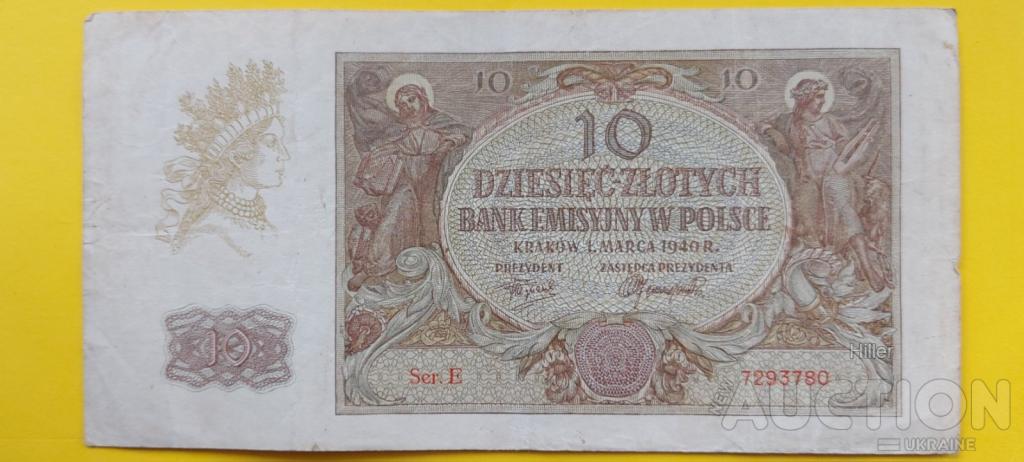 10 10
10
DZIESIĘĆ·ZŁOTYCH
BANK EMISYJNY W POLSCE
KRAKÓW 1. MARCA 1940 R.
PREZYDENT ZASTĘPCA PREZYDENTA
10
Ser. E 7293780
Hiller
NEW AUCTION
UKRAINE